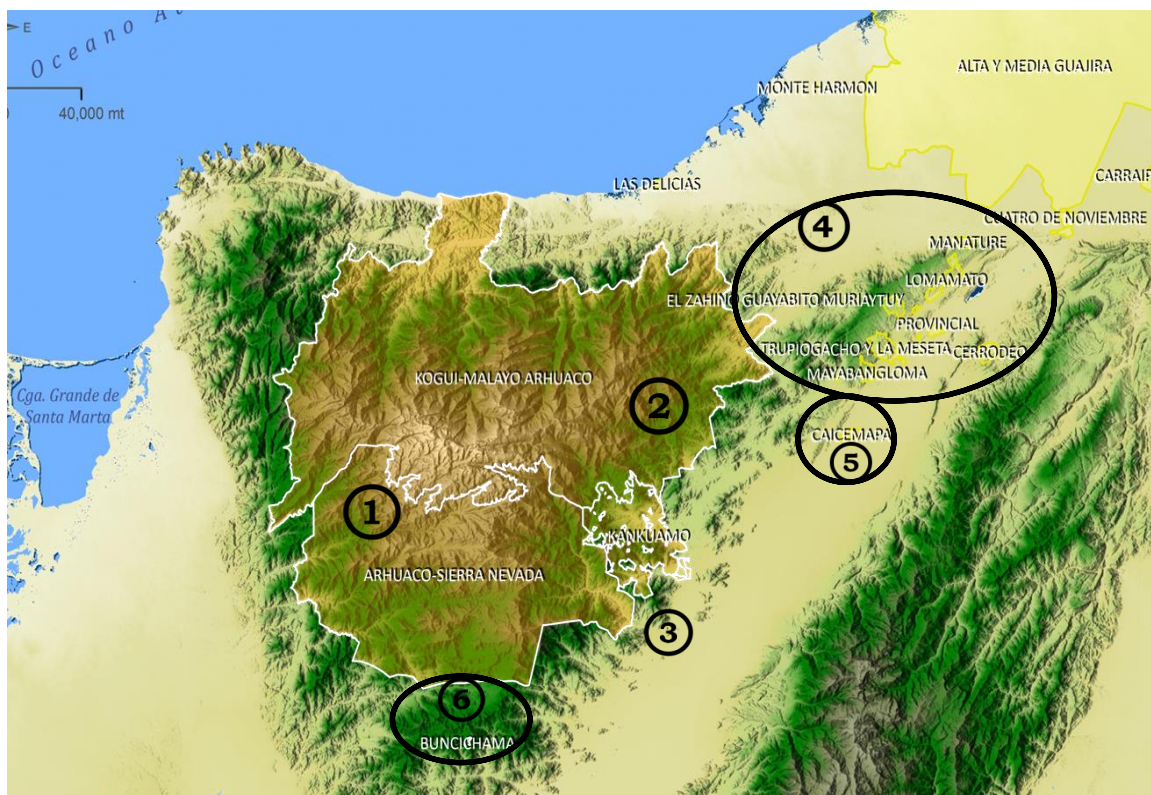 E
Oceano A
40,000 mt
ALTA Y MEDIA GUAJIRA
MONTE HARMON
CARRAIP
LAS DELICIAS
CUATRO DE NOVIEMBRE
4
MANATURE
LOMAMATO
EL ZAHINO GUAYABITO MURIAYTUY
PROVINCIAL
TRUPIOGACHO Y LA MESETA
CERRODEO
MAYABANGLOMA
KOGUI-MALAYO ARHUACO
2
Cga. Grande de
Santa Marta
CAICEMAPA
5
1
KANKUAMO
ARHUACO-SIERRA NEVADA
3
6
BUNCICHAMA